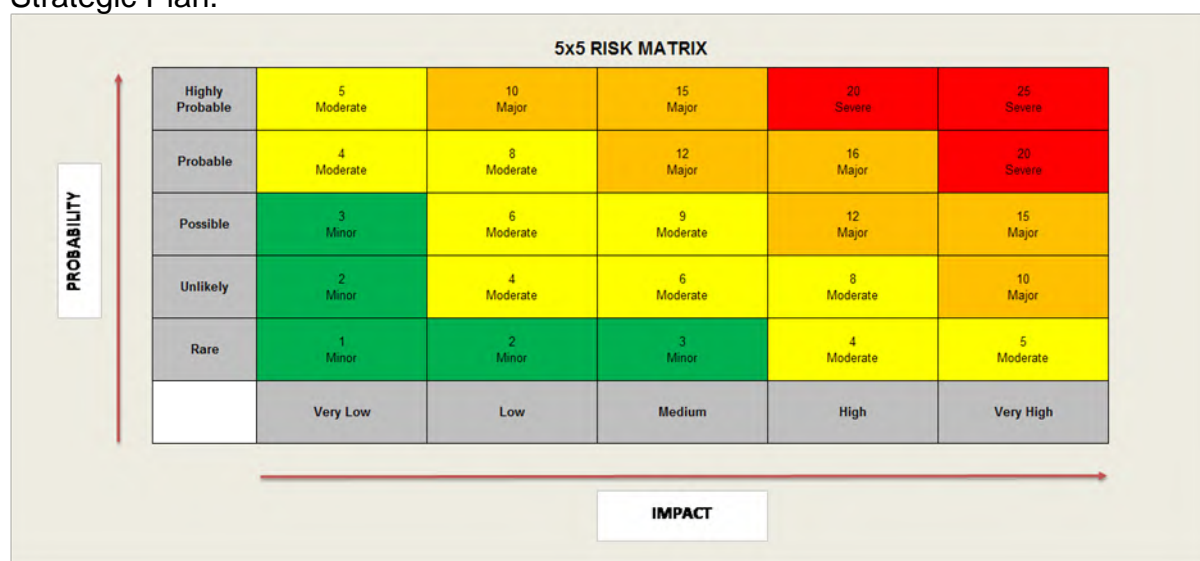 Strategic Plan.
5x5 RISK MATRIX
Highly
Probable
5
Moderate
10
Major
15
Major
20
Severe
25
Severe
Probable
4
Moderate
8
Moderate
12
Major
16
Major
20
Severe
Possible
3
Minor
6
Moderate
9
Moderate
12
Major
15
Major
Unlikely
2
Minor
4
Moderate
6
Moderate
8
Moderate
10
Major
Rare
1
Minor
2
Minor
3
Minor
4
Moderate
5
Moderate
Very Low
Low
Medium
High
Very High
PROBABILITY
IMPACT